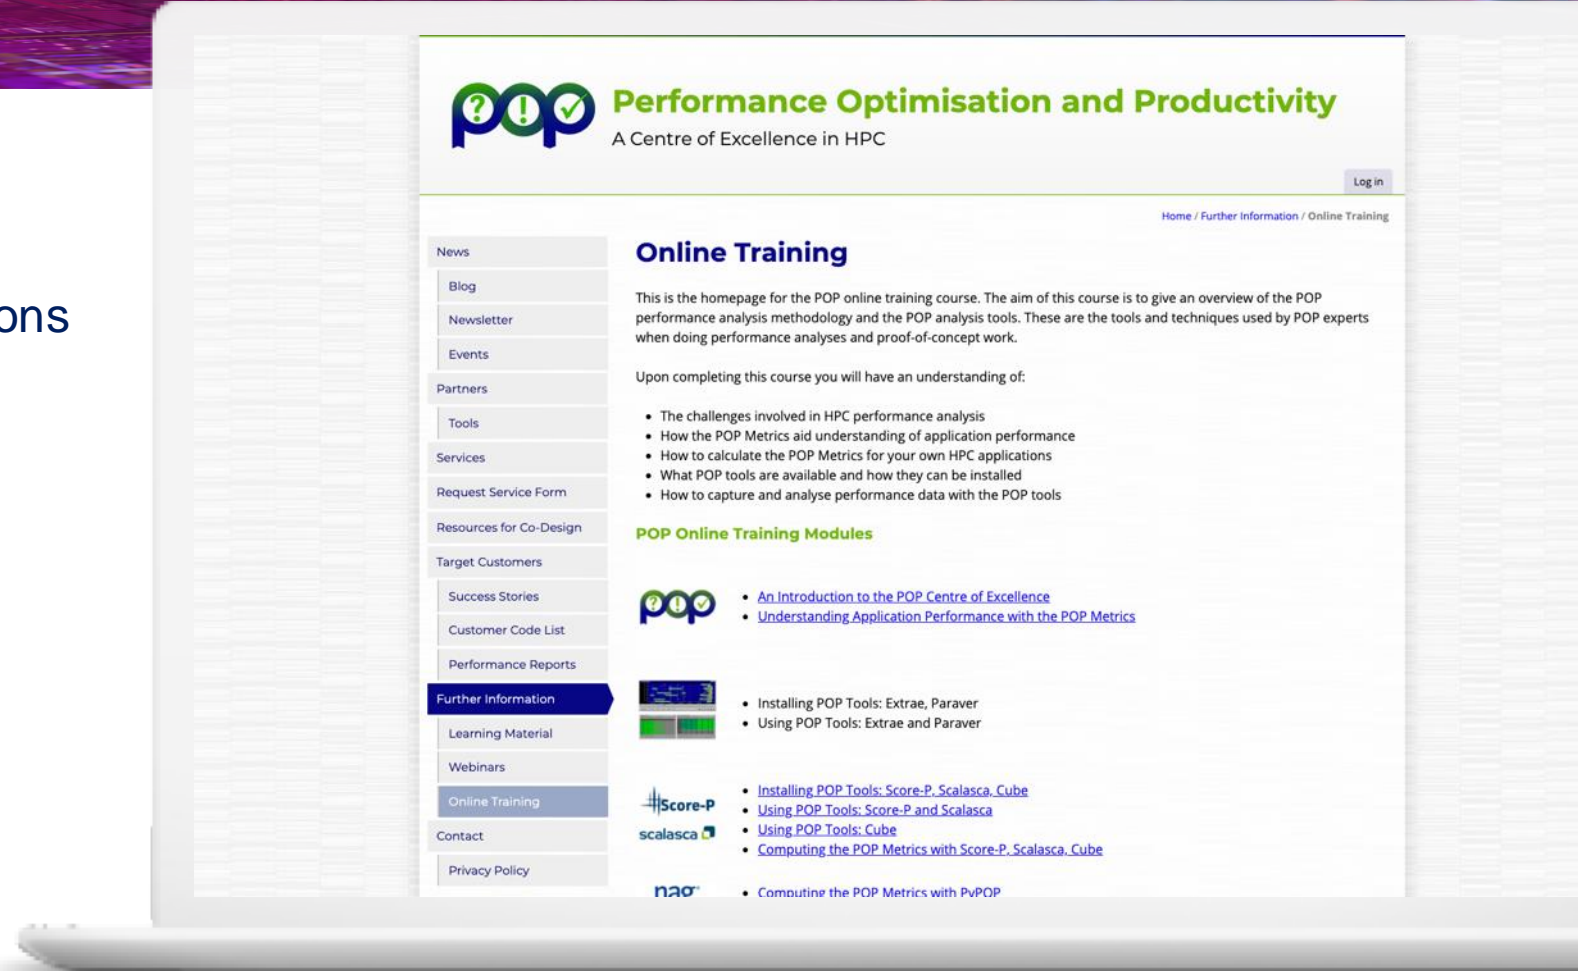 ons
pop
Performance Optimisation and Productivity
A Centre of Excellence in HPC
Log in
Home / Further Information / Online Training
News
Blog
Newsletter
Events
Partners
Tools
Services
Request Service Form
Resources for Co-Design
Target Customers
Success Stories
Customer Code List
Performance Reports
Further Information
Learning Material
Webinars
Online Training
Contact
Privacy Policy
Online Training
This is the homepage for the POP online training course. The aim of this course is to give an overview of the POP
performance analysis methodology and the POP analysis tools. These are the tools and techniques used by POP experts
when doing performance analyses and proof-of-concept work.
Upon completing this course you will have an understanding of:
• The challenges involved in HPC performance analysis
• How the POP Metrics aid understanding of application performance
• How to calculate the POP Metrics for your own HPC applications
• What POP tools are available and how they can be installed
• How to capture and analyse performance data with the POP tools
POP Online Training Modules
pop
• An Introduction to the POP Centre of Excellence
• Understanding Application Performance with the POP Metrics
• Installing POP Tools: Extrae, Paraver
• Using POP Tools: Extrae and Paraver
Score-P
scalasca
• Installing POP Tools: Score-P, Scalasca, Cube
• Using POP Tools: Score-P and Scalasca
• Using POP Tools: Cube
• Computing the POP Metrics with Score-P, Scalasca, Cube
nag
• Computing the POP Metrics with PyPOP